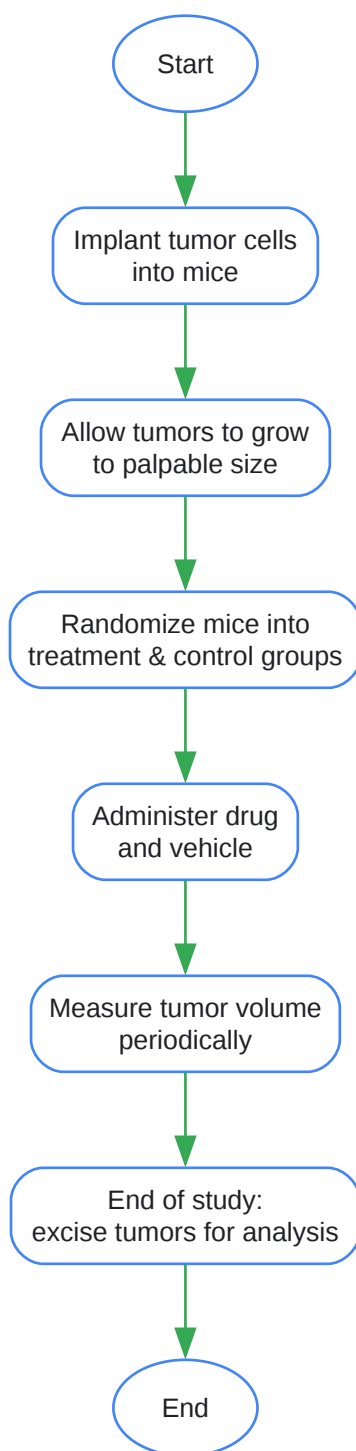 Start
Implant tumor cells
into mice
Allow tumors to grow
to palpable size
Randomize mice into
treatment & control groups
Administer drug
and vehicle
Measure tumor volume
periodically
End of study:
excise tumors for analysis
End